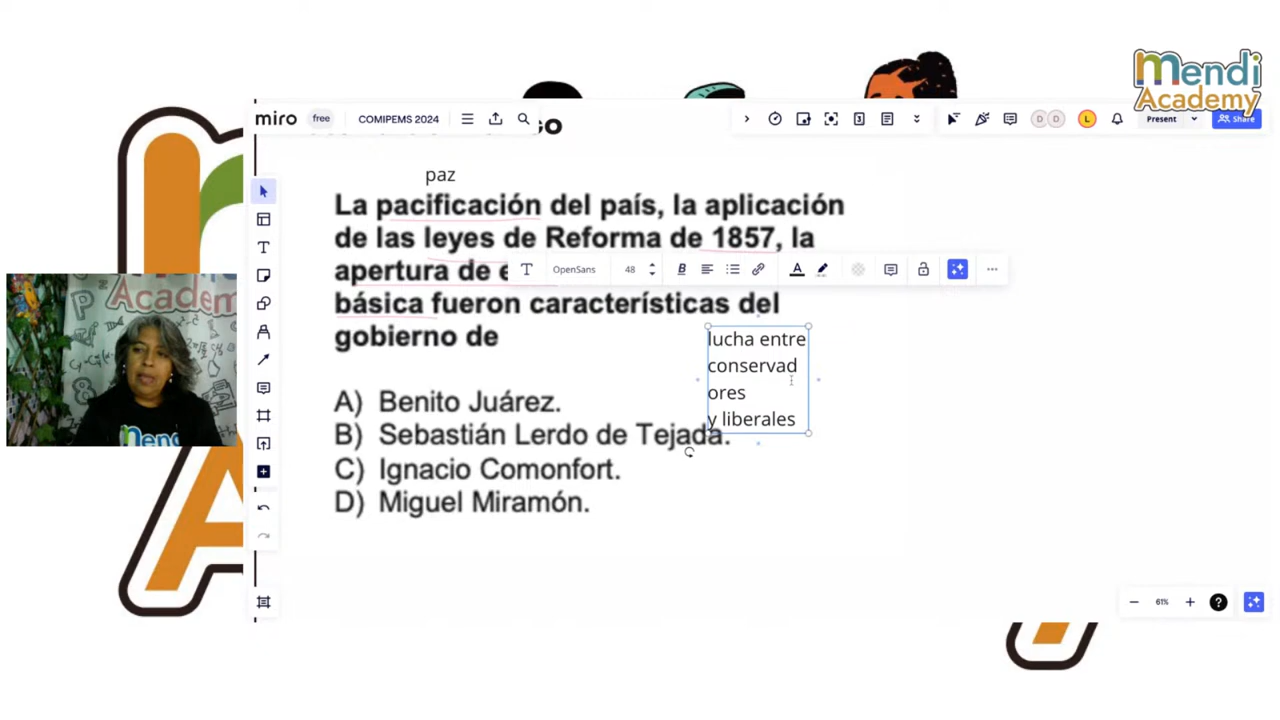 mendi
Academy
miro free COMIPEMS 2024
Present
Share
L
D D
paz
La pacificación del país, la aplicación
de las leyes de Reforma de 1857, la
apertura de e
OpenSans 48
básica fueron características del
gobierno de
lucha entre
conservad
ores
y liberales
A) Benito Juárez.
B) Sebastián Lerdo de Tejada.
C) Ignacio Comonfort.
D) Miguel Miramón.
61%